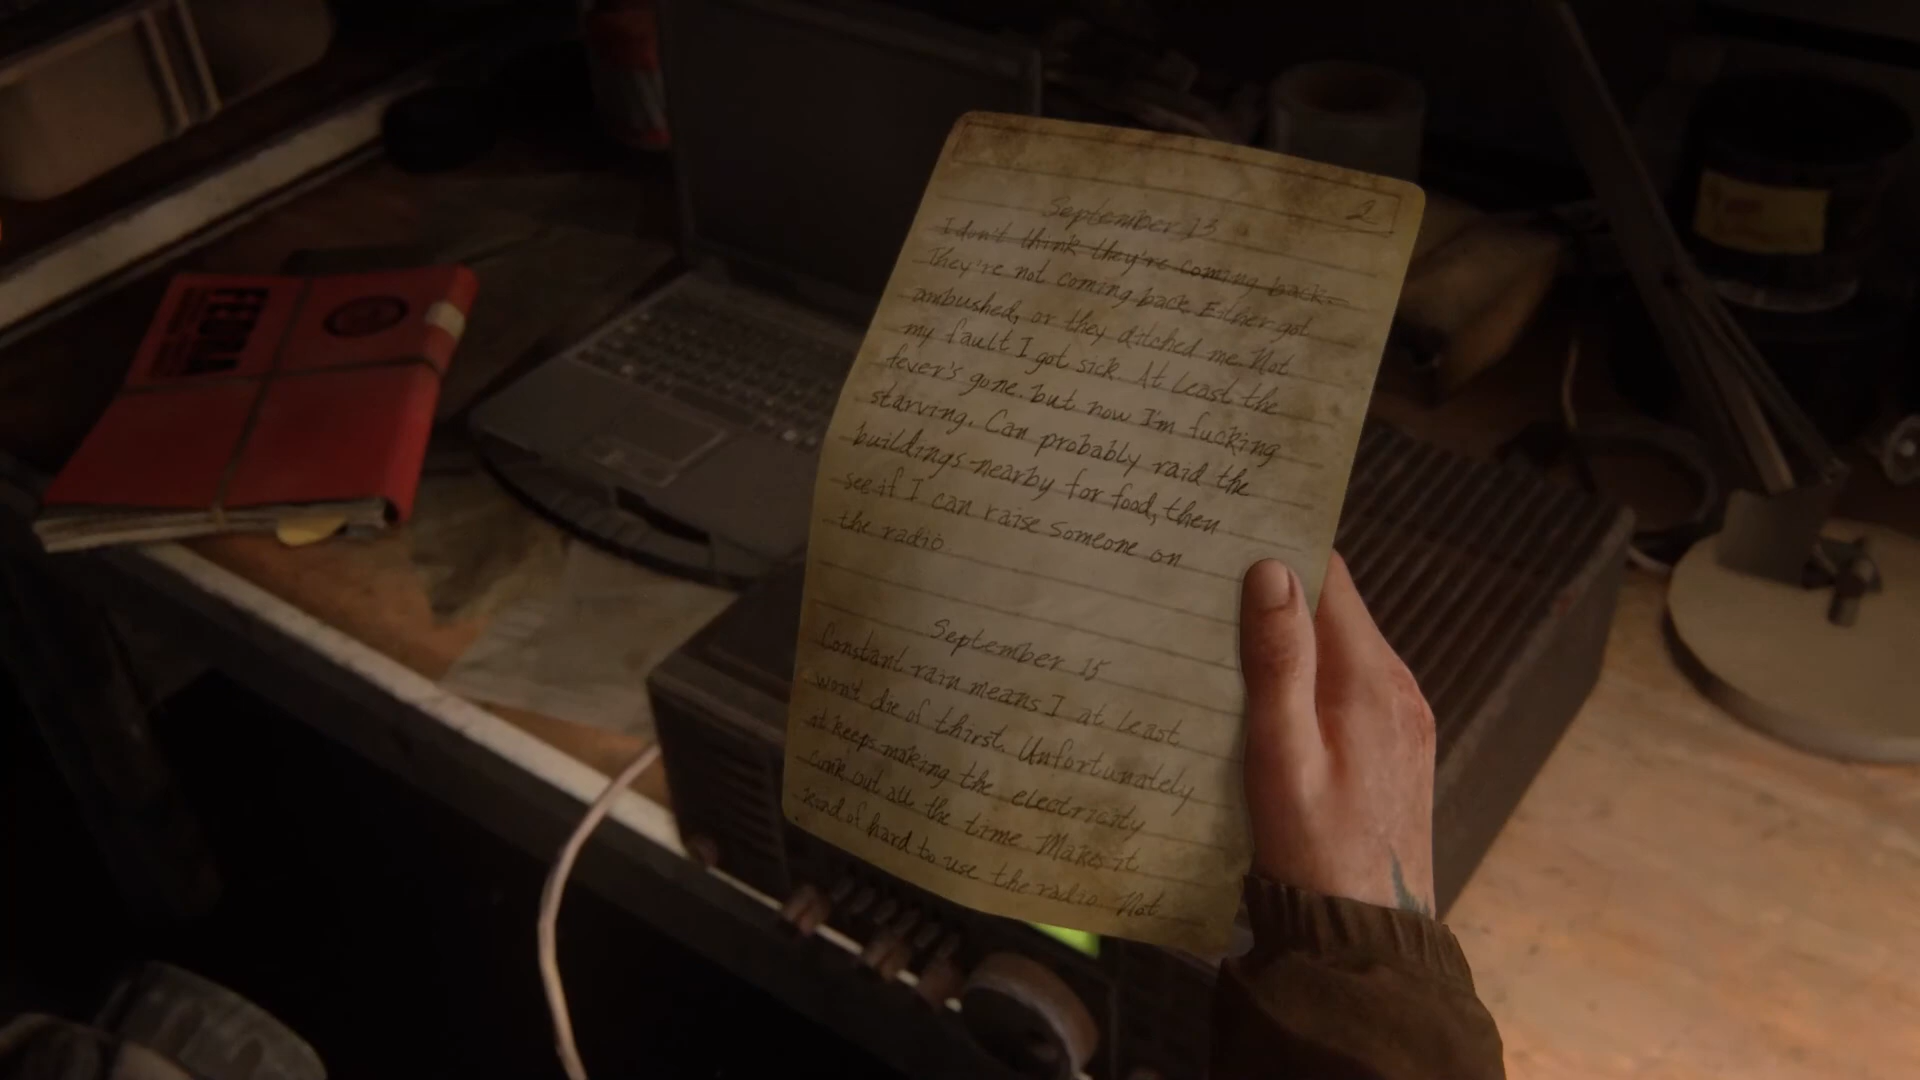 FEDRA
2
September 13
I don't think they're coming back.
They're not coming back. Either got
ambushed, or they ditched me. Not
my fault I got sick. At least the
fever's gone. but now I'm fucking
starving. Can probably raid the
buildings nearby for food, then
see if I can raise someone on
the radio.
September 15
Constant rain means I at least
won't die of thirst. Unfortunately
it keeps making the electricity
conk out all the time. Makes it
kind of hard to use the radio. Not